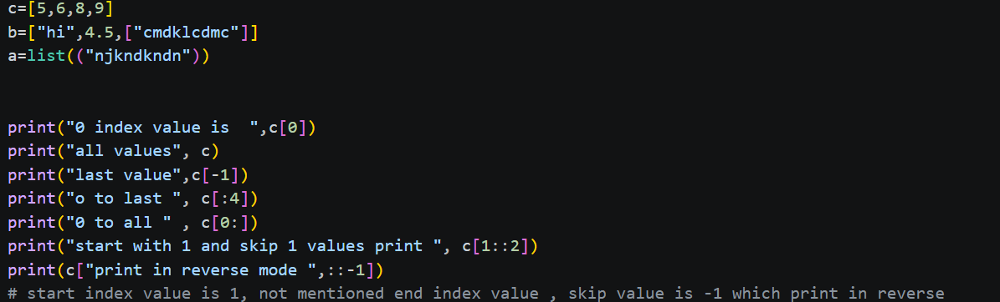 c=[5,6,8,9]
b=["hi",4.5,["cmdklcdmc"]]
a=list(("njkndkndn"))
print("0 index value is  ",c[0])
print("all values", c)
print("last value",c[-1])
print("o to last ", c[:4])
print("0 to all " , c[0:])
print("start with 1 and skip 1 values print ", c[1::2])
print(c["print in reverse mode ",::-1])
# start index value is 1, not mentioned end index value , skip value is -1 which print in reverse